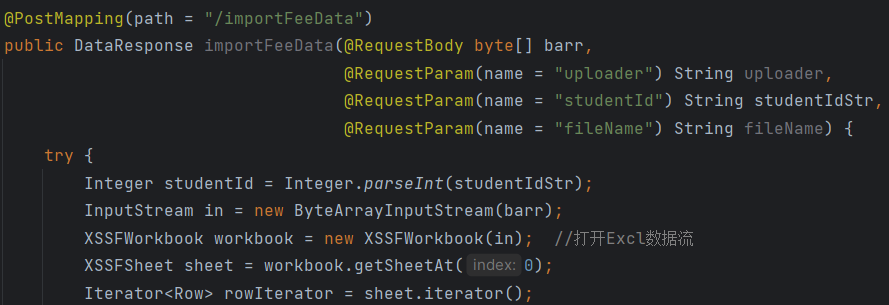 @PostMapping(path = "/importFeeData")
public DataResponse importFeeData(@RequestBody byte[] barr,
@RequestParam(name = "uploader") String uploader,
@RequestParam(name = "studentId") String studentIdStr,
@RequestParam(name = "fileName") String fileName) {
try {
Integer studentId = Integer.parseInt(studentIdStr);
InputStream in = new ByteArrayInputStream(barr);
XSSFWorkbook workbook = new XSSFWorkbook(in);  //打开Excl数据流
XSSFSheet sheet = workbook.getSheetAt( index: 0);
Iterator<Row> rowIterator = sheet.iterator();